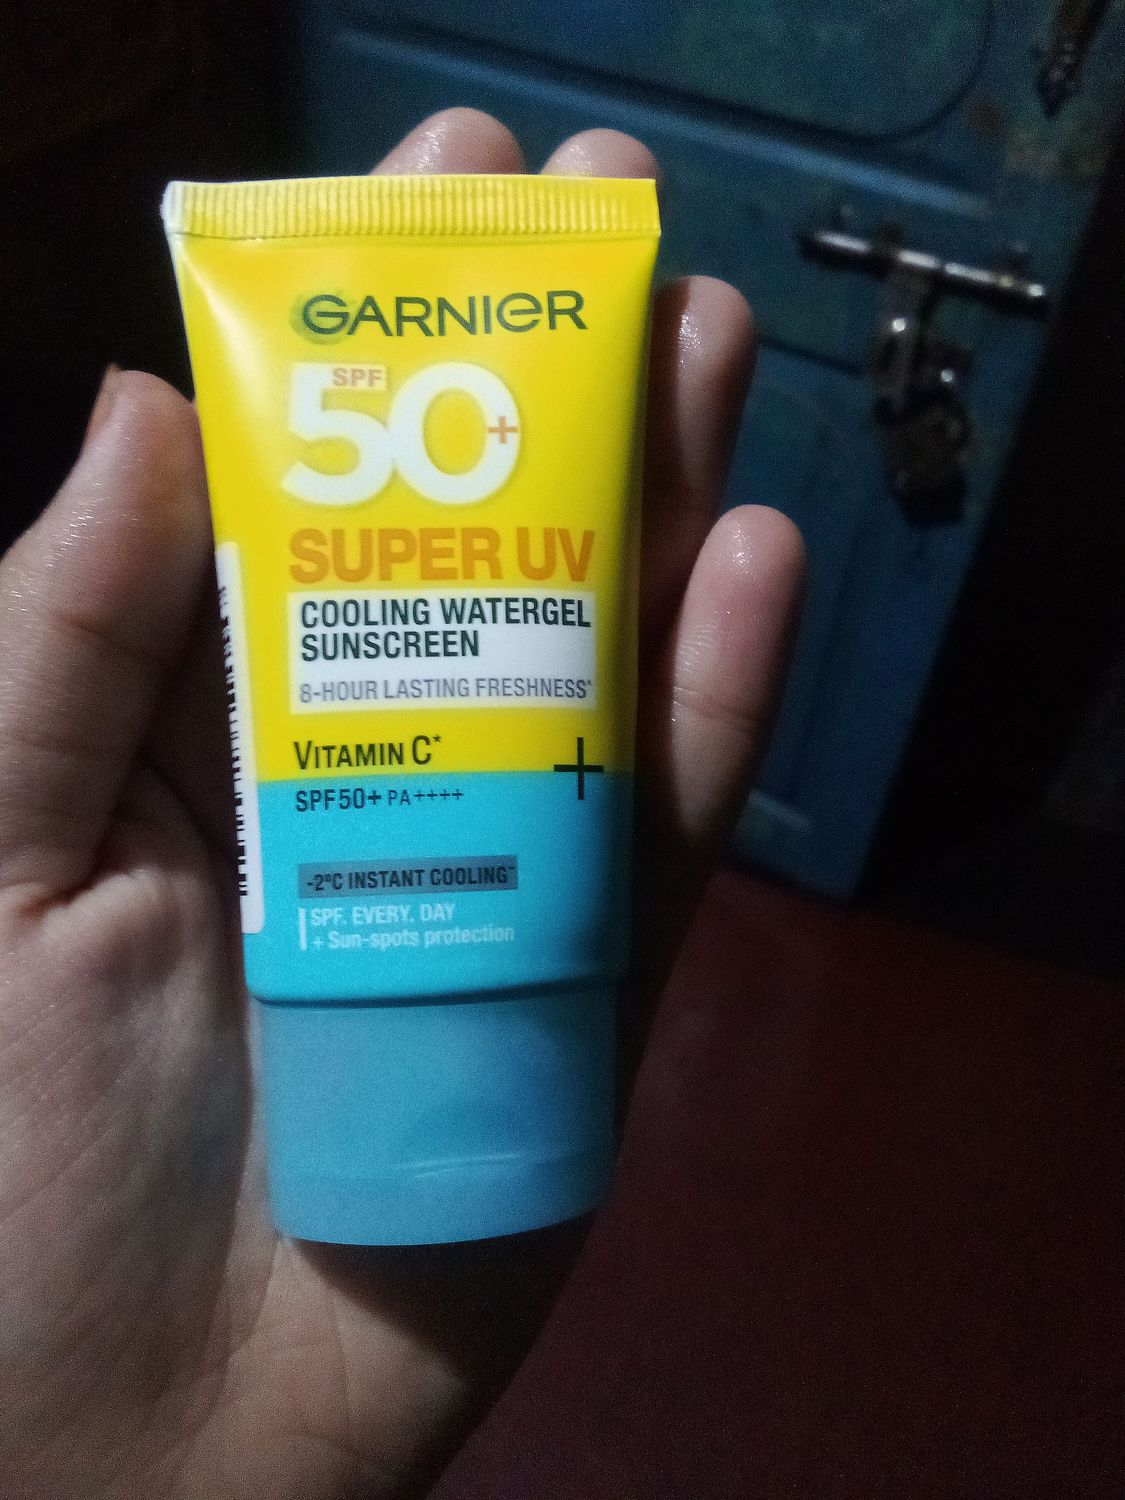 GARNIER
SPF
50+
SUPER UV
COOLING WATERGEL
SUNSCREEN
8-HOUR LASTING FRESHNESS^
VITAMIN C*
SPF50+ PA++++
-2°C INSTANT COOLING~
SPF. EVERY. DAY
+ Sun-spots protection